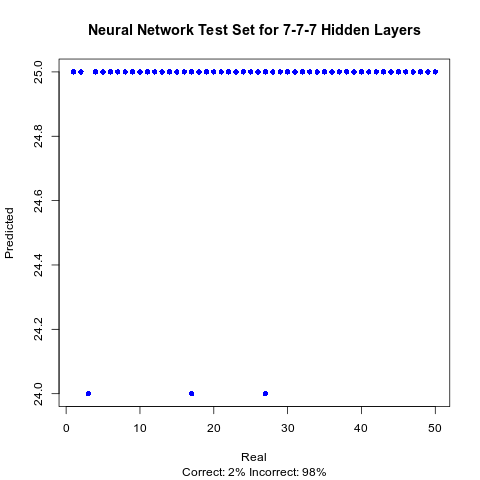 Neural Network Test Set for 7-7-7 Hidden Layers
25.0
24.8
24.6
24.4
24.2
24.0
Predicted
0 10 20 30 40 50
Real
Correct: 2% Incorrect: 98%